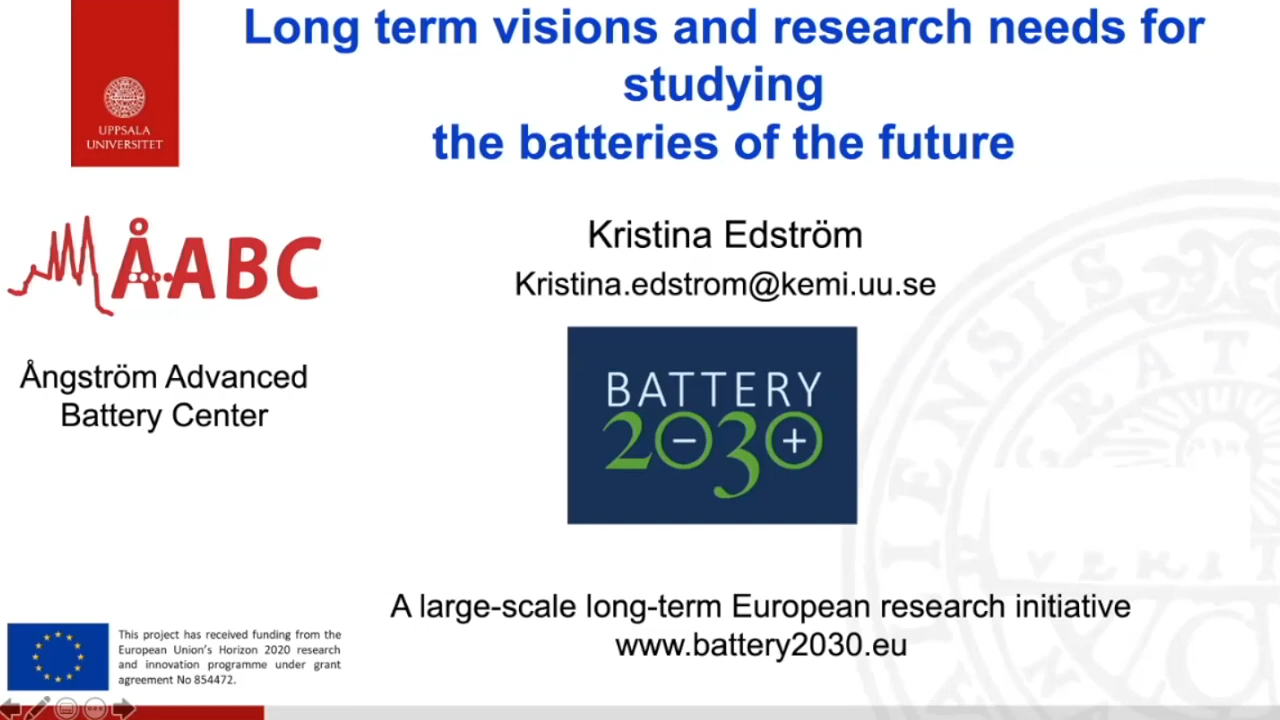 Long term visions and research needs for
studying
the batteries of the future
UPPSALA
UNIVERSITET
Kristina Edström
Kristina.edstrom@kemi.uu.se
ÅABC
Ångström Advanced
Battery Center
BATTERY
2030
A large-scale long-term European research initiative
www.battery2030.eu
This project has received funding from the
European Union's Horizon 2020 research
and innovation programme under grant
agreement No 854472.